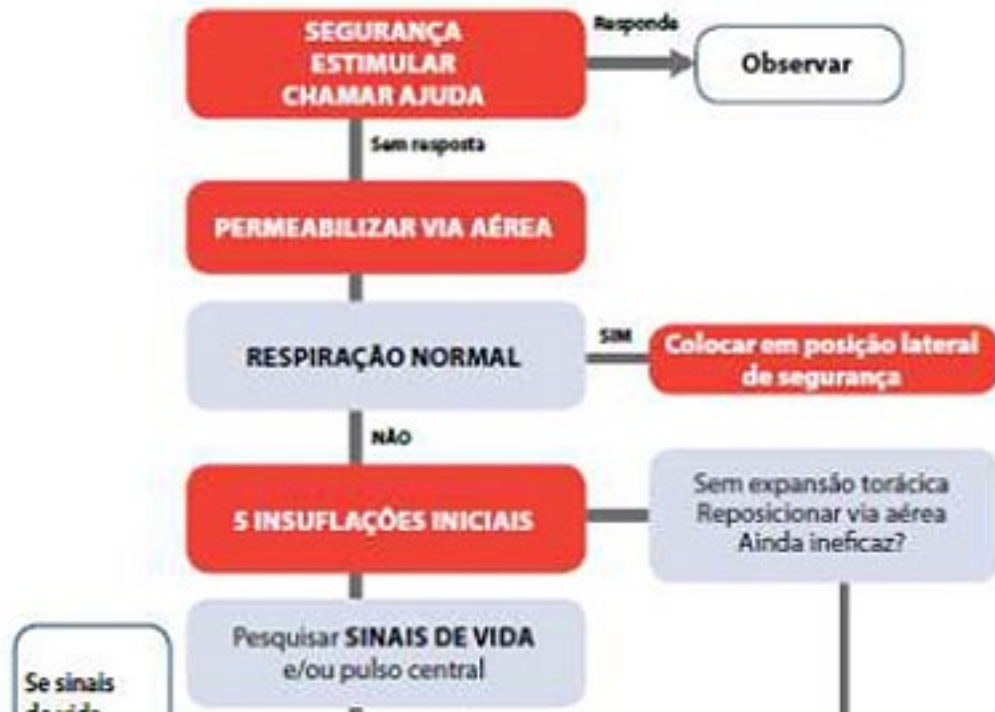 SEGURANÇA
ESTIMULAR
CHAMAR AJUDA
Responde
Observar
Sem resposta
PERMEABILIZAR VIA AÉREA
RESPIRAÇÃO NORMAL
SIM
Colocar em posição lateral
de segurança
NÃO
5 INSUFLAÇÕES INICIAIS
Sem expansão torácica
Reposicionar via aérea
Ainda ineficaz?
Pesquisar SINAIS DE VIDA
e/ou pulso central
Se sinais
de vida